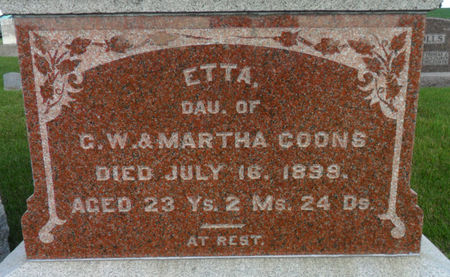 ETTA,
DAU. OF
G.W.& MARTHA COONS
DIED JULY 16. 1899.
AGED 23 Ys. 2 Ms. 24 Ds.
AT REST.